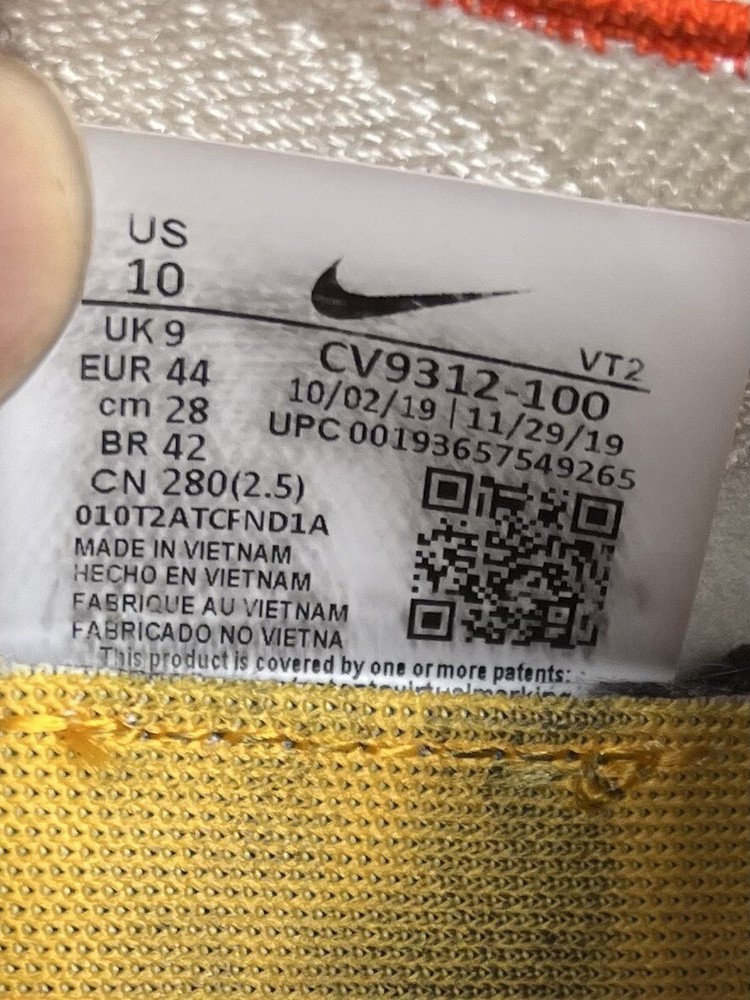 US
10
UK 9
EUR 44
cm 28
BR 42
CN 280(2.5)
010T2ATCFND1A
MADE IN VIETNAM
HECHO EN VIETNAM
FABRIQUE AU VIETNAM
FABRICADO NO VIETNA
VT2
CV9312-100
10/02/19 | 11/29/19
UPC 00193657549265
This product is covered by one or more patents: